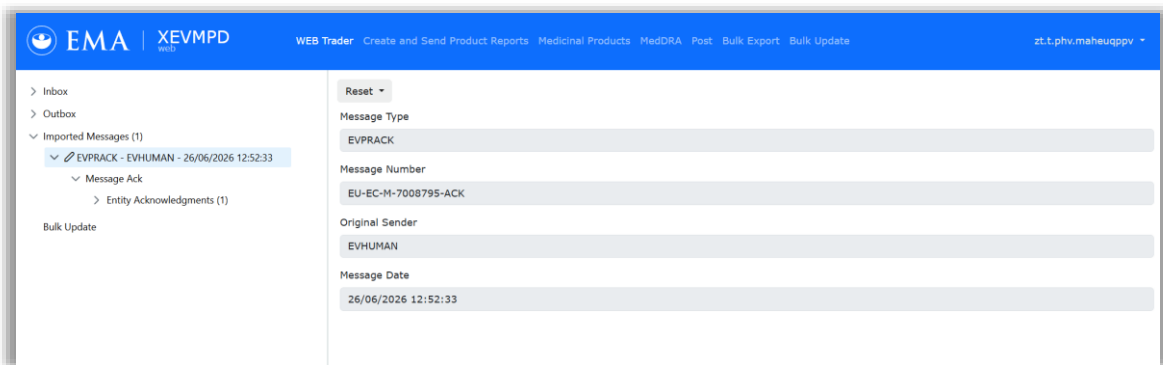 EMA XEVMPD
web
WEB Trader Create and Send Product Reports Medicinal Products MedDRA Post Bulk Export Bulk Update
zt.t.phv.maheuqppv
Inbox
Outbox
Imported Messages (1)
EVPRACK - EVHUMAN - 26/06/2026 12:52:33
Message Ack
Entity Acknowledgments (1)
Bulk Update
Reset
Message Type
EVPRACK
Message Number
EU-EC-M-7008795-ACK
Original Sender
EVHUMAN
Message Date
26/06/2026 12:52:33